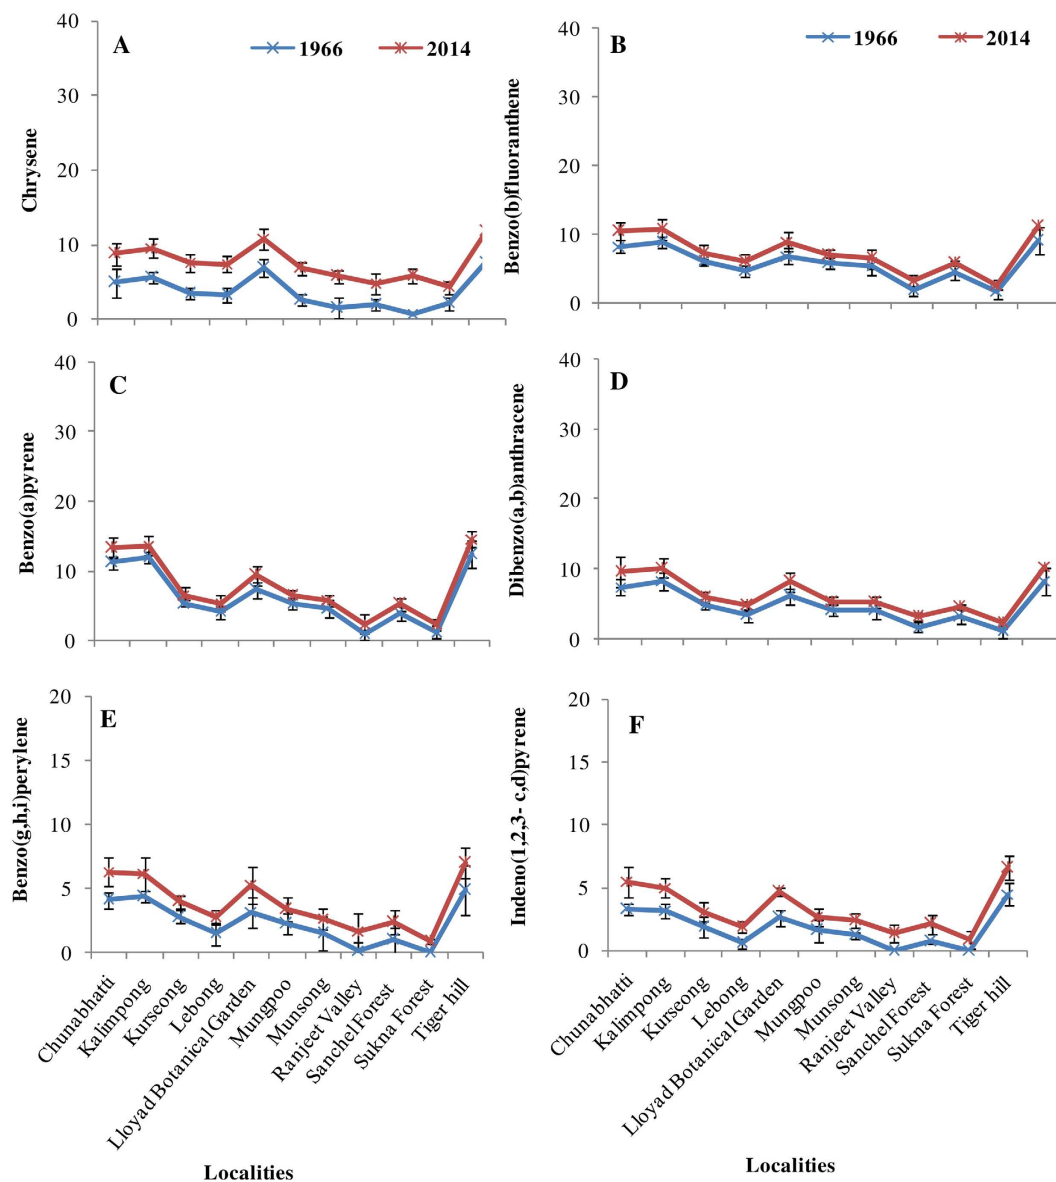 A
1966
2014
40
30
20
10
0
Chrysene
B
1966
2014
40
30
20
10
0
Benzo(b)fluoranthene
C
40
30
20
10
0
Benzo(a)pyrene
D
40
30
20
10
0
Dibenzo(a,b)anthracene
E
20
15
10
5
0
Benzo(g,h,i)perylene
F
20
15
10
5
0
Indeno(1,2,3- c,d)pyrene
Chunabhatti
Kalimpong
Kurseong
Lebong
Lloyad Botanical Garden
Mungpoo
Munsong
Ranjeet Valley
Sanchel Forest
Sukna Forest
Tiger hill
Localities
Chunabhatti
Kalimpong
Kurseong
Lebong
Lloyad Botanical Garden
Mungpoo
Munsong
Ranjeet Valley
Sanchel Forest
Sukna Forest
Tiger hill
Localities